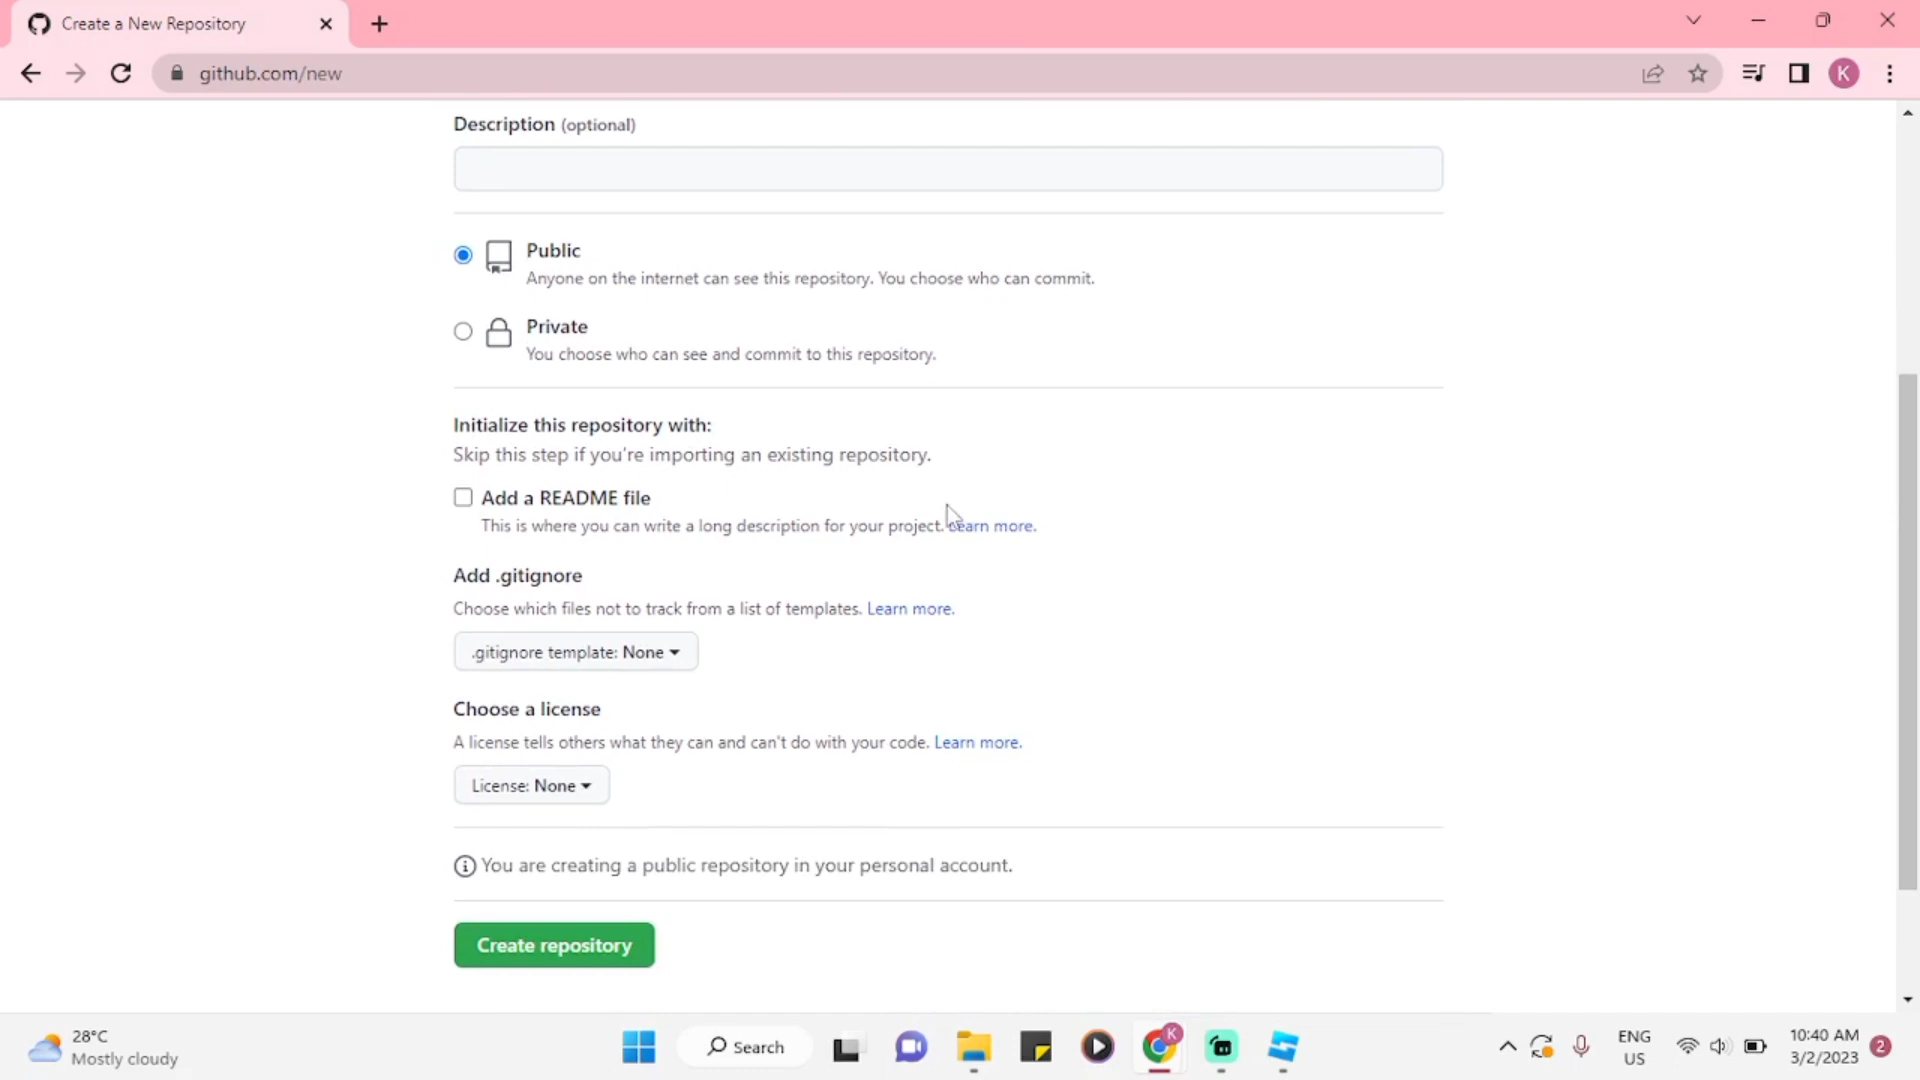 Create a New Repository
github.com/new
K
Description (optional)
Public
Anyone on the internet can see this repository. You choose who can commit.
Private
You choose who can see and commit to this repository.
Initialize this repository with:
Skip this step if you're importing an existing repository.
Add a README file
This is where you can write a long description for your project. Learn more.
Add .gitignore
Choose which files not to track from a list of templates. Learn more.
.gitignore template: None
Choose a license
A license tells others what they can and can't do with your code. Learn more.
License: None
You are creating a public repository in your personal account.
Create repository
28°C
Mostly cloudy
Search
K
ENG
US
10:40 AM
3/2/2023
2